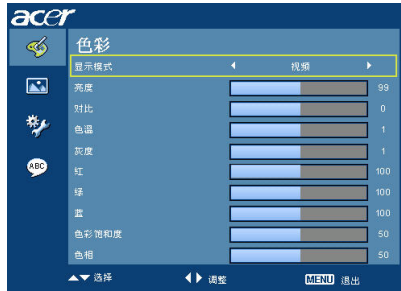 acer
色彩
显示模式 视频
亮度 99
对比 0
色温 1
灰度 1
红 100
绿 100
蓝 100
色彩饱和度 50
色相 50
ABC
选择 调整 MENU 退出